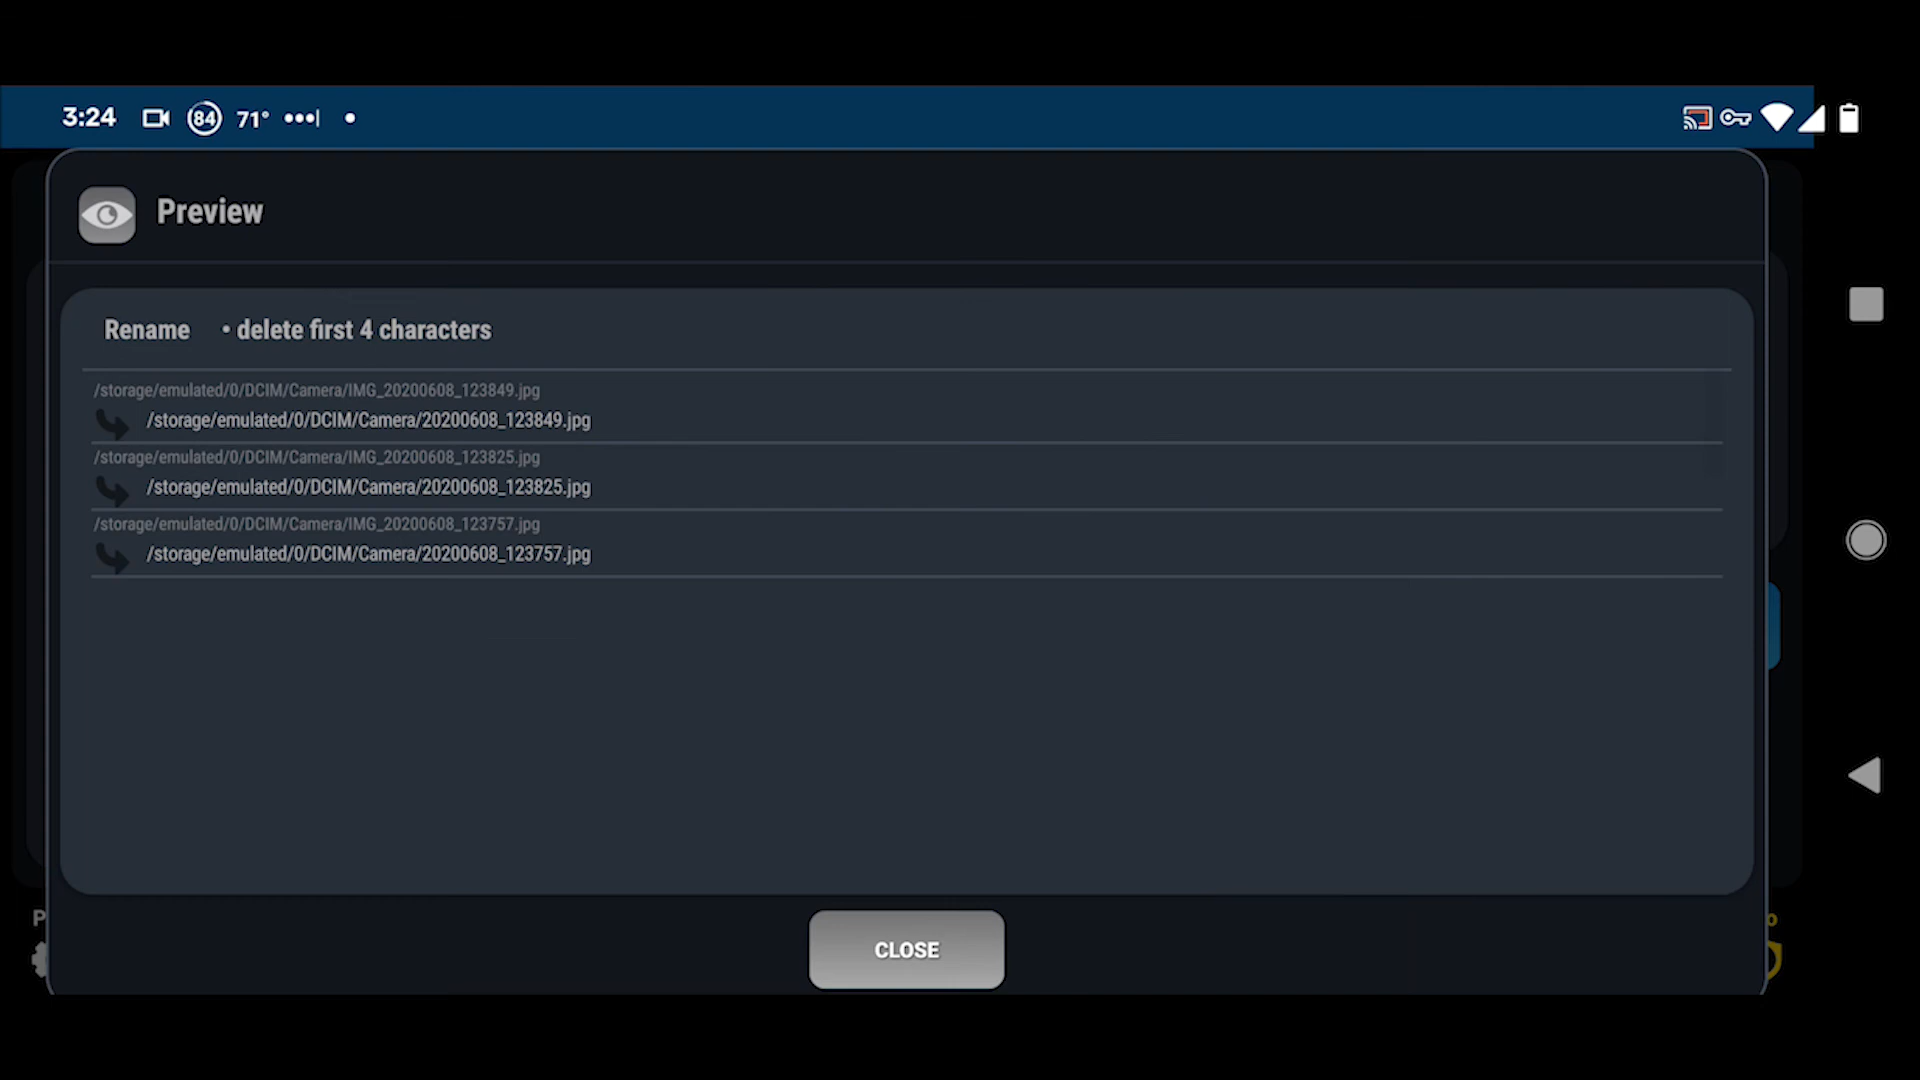 3:24 84 71°
Preview
Rename • delete first 4 characters
/storage/emulated/0/DCIM/Camera/IMG_20200608_123849.jpg
/storage/emulated/0/DCIM/Camera/20200608_123849.jpg
/storage/emulated/0/DCIM/Camera/IMG_20200608_123825.jpg
/storage/emulated/0/DCIM/Camera/20200608_123825.jpg
/storage/emulated/0/DCIM/Camera/IMG_20200608_123757.jpg
/storage/emulated/0/DCIM/Camera/20200608_123757.jpg
P
o
CLOSE